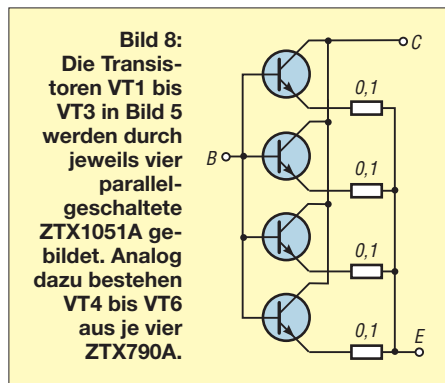 Bild 8:
Die Transis-
toren VT1 bis
VT3 in Bild 5
werden durch
jeweils vier
parallel-
geschaltete
ZTX1051A ge-
bildet. Analog
dazu bestehen
VT4 bis VT6
aus je vier
ZTX790A.
C
0,1
0,1
B
0,1
0,1
E